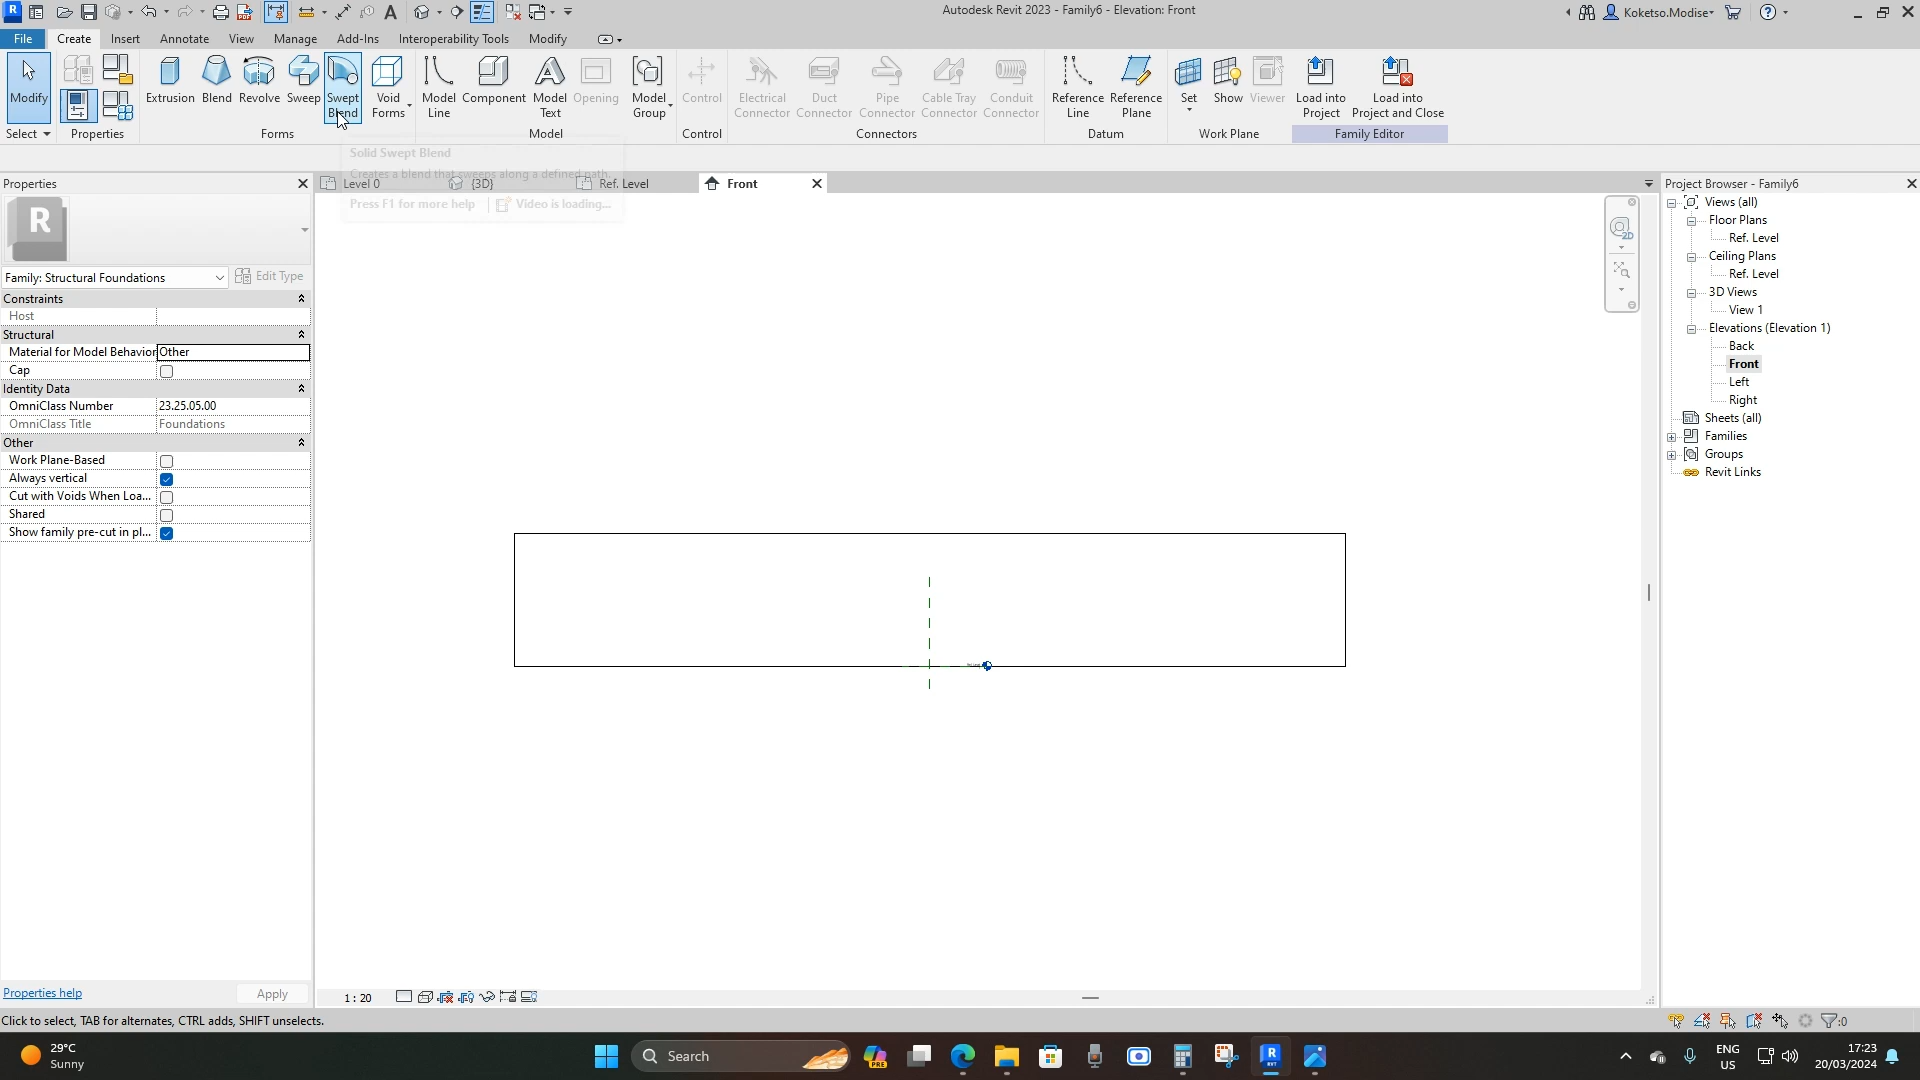 Autodesk Revit 2023 - Family6 - Elevation: Front
Koketso.Modise
File Create Insert Annotate View Manage Add-Ins Interoperability Tools Modify
Modify
Extrusion Blend Revolve Sweep Swept Blend Void Forms
Model Line Component Model Text Opening Model Group
Control
Electrical Connector Duct Connector Pipe Connector Cable Tray Connector Conduit Connector
Reference Line Reference Plane
Set Show Viewer
Load into Project Load into Project and Close
Select Properties Forms Model Control Connectors Datum Work Plane Family Editor
Solid Swept Blend
Creates a blend that sweeps along a defined path.
Press F1 for more help Video is loading...
Level 0 {3D} Ref. Level Front
Properties
R
Family: Structural Foundations Edit Type
Constraints
Host
Structural
Material for Model Behavior Other
Cap
Identity Data
OmniClass Number 23.25.05.00
OmniClass Title Foundations
Other
Work Plane-Based
Always vertical
Cut with Voids When Loa...
Shared
Show family pre-cut in pl...
Properties help Apply
2D
Project Browser - Family6
Views (all)
Floor Plans
Ref. Level
Ceiling Plans
Ref. Level
3D Views
View 1
Elevations (Elevation 1)
Back
Front
Left
Right
Sheets (all)
Families
Groups
Revit Links
1 : 20
Click to select, TAB for alternates, CTRL adds, SHIFT unselects.
:0
29°C
Sunny
Search
ENG
US
17:23
20/03/2024